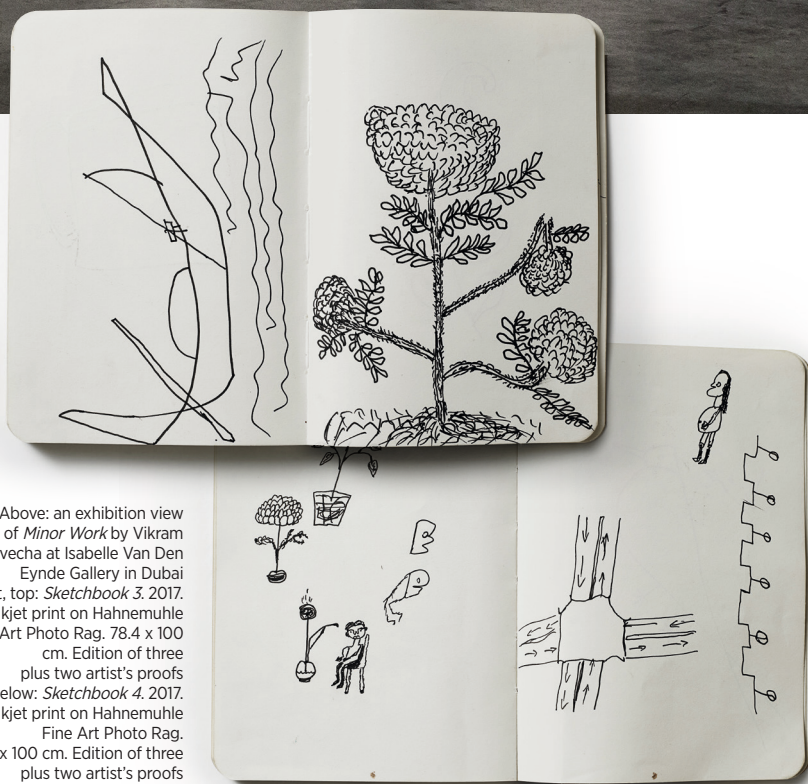 Above: an exhibition view
of Minor Work by Vikram
vecha at Isabelle Van Den
Eynde Gallery in Dubai
, top: Sketchbook 3. 2017.
kjet print on Hahnemuhle
Art Photo Rag. 78.4 x 100
cm. Edition of three
plus two artist's proofs
elow: Sketchbook 4. 2017.
kjet print on Hahnemuhle
Fine Art Photo Rag.
x 100 cm. Edition of three
plus two artist's proofs